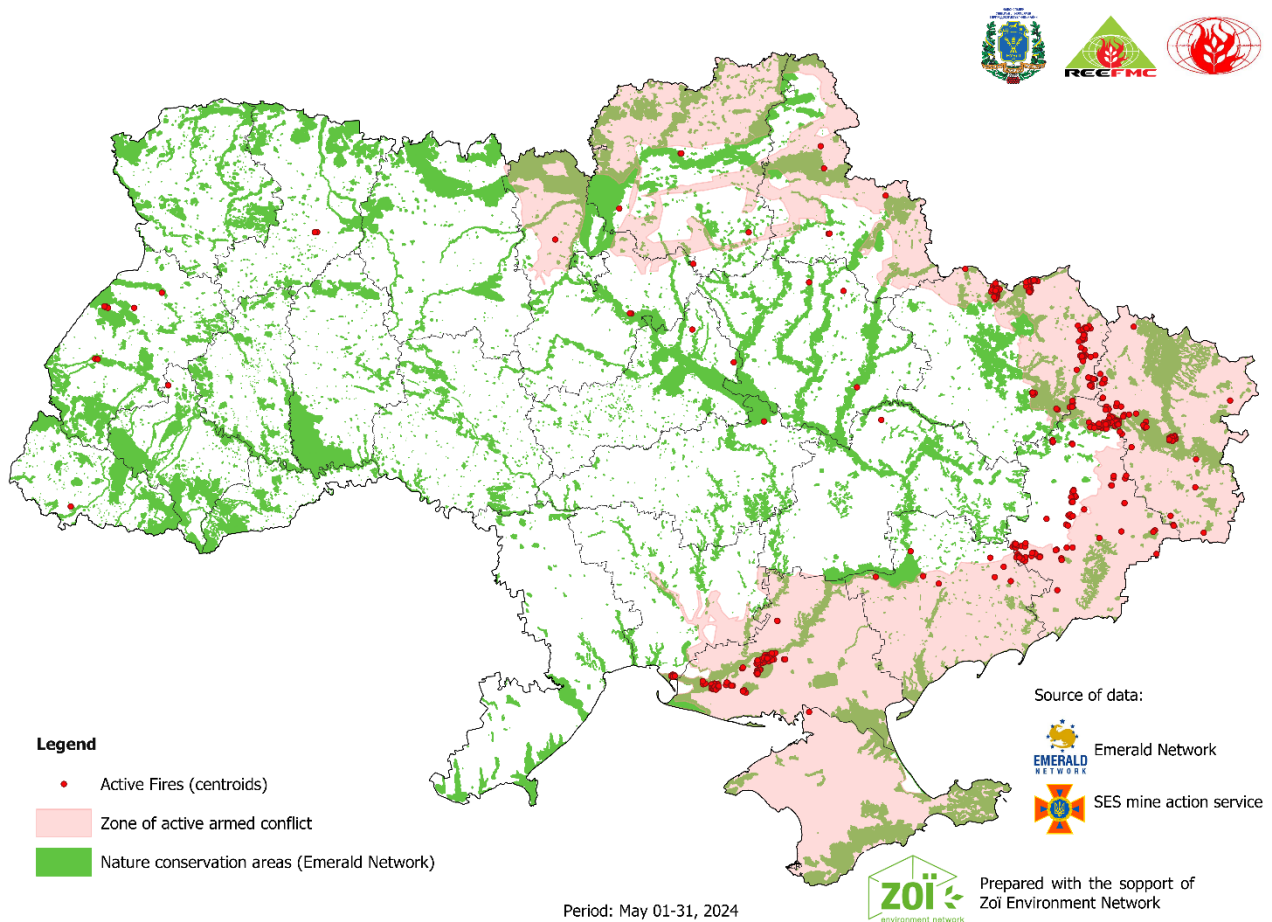 REEFMC
Source of data:
EMERALD
NETWORK
Emerald Network
SES mine action service
Legend
Active Fires (centroids)
Zone of active armed conflict
Nature conservation areas (Emerald Network)
Period: May 01-31, 2024
zoï
environment network
Prepared with the sopport of
Zoï Environment Network